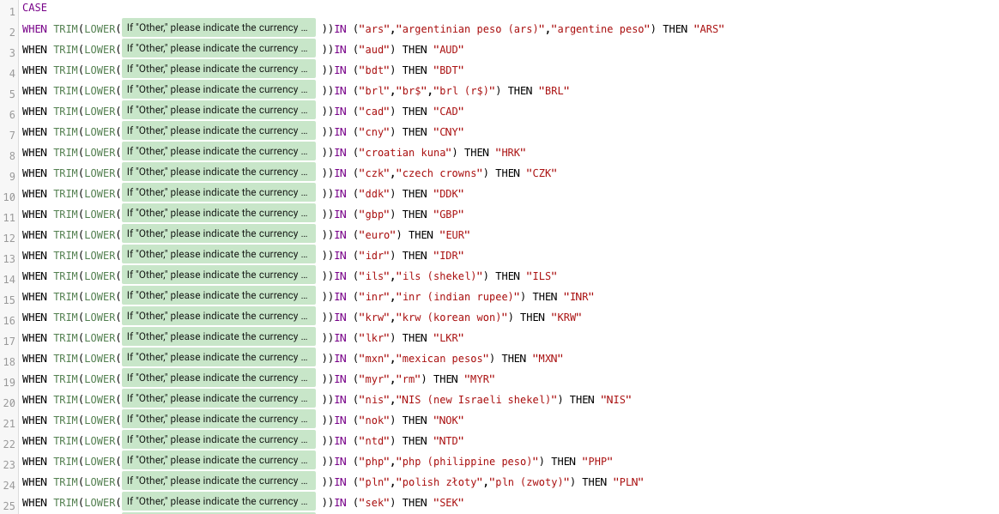 1 CASE
2 WHEN TRIM(LOWER( If "Other," please indicate the currency ... ))IN ("ars","argentinian peso (ars)","argentine peso") THEN "ARS"
3 WHEN TRIM(LOWER( If "Other," please indicate the currency ... ))IN ("aud") THEN "AUD"
4 WHEN TRIM(LOWER( If "Other," please indicate the currency ... ))IN ("bdt") THEN "BDT"
5 WHEN TRIM(LOWER( If "Other," please indicate the currency ... ))IN ("brl","br$","brl (r$)") THEN "BRL"
6 WHEN TRIM(LOWER( If "Other," please indicate the currency ... ))IN ("cad") THEN "CAD"
7 WHEN TRIM(LOWER( If "Other," please indicate the currency ... ))IN ("cny") THEN "CNY"
8 WHEN TRIM(LOWER( If "Other," please indicate the currency ... ))IN ("croatian kuna") THEN "HRK"
9 WHEN TRIM(LOWER( If "Other," please indicate the currency ... ))IN ("czk","czech crowns") THEN "CZK"
10 WHEN TRIM(LOWER( If "Other," please indicate the currency ... ))IN ("ddk") THEN "DDK"
11 WHEN TRIM(LOWER( If "Other," please indicate the currency ... ))IN ("gbp") THEN "GBP"
12 WHEN TRIM(LOWER( If "Other," please indicate the currency ... ))IN ("euro") THEN "EUR"
13 WHEN TRIM(LOWER( If "Other," please indicate the currency ... ))IN ("idr") THEN "IDR"
14 WHEN TRIM(LOWER( If "Other," please indicate the currency ... ))IN ("ils","ils (shekel)") THEN "ILS"
15 WHEN TRIM(LOWER( If "Other," please indicate the currency ... ))IN ("inr","inr (indian rupee)") THEN "INR"
16 WHEN TRIM(LOWER( If "Other," please indicate the currency ... ))IN ("krw","krw (korean won)") THEN "KRW"
17 WHEN TRIM(LOWER( If "Other," please indicate the currency ... ))IN ("lkr") THEN "LKR"
18 WHEN TRIM(LOWER( If "Other," please indicate the currency ... ))IN ("mxn","mexican pesos") THEN "MXN"
19 WHEN TRIM(LOWER( If "Other," please indicate the currency ... ))IN ("myr","rm") THEN "MYR"
20 WHEN TRIM(LOWER( If "Other," please indicate the currency ... ))IN ("nis","NIS (new Israeli shekel)") THEN "NIS"
21 WHEN TRIM(LOWER( If "Other," please indicate the currency ... ))IN ("nok") THEN "NOK"
22 WHEN TRIM(LOWER( If "Other," please indicate the currency ... ))IN ("ntd") THEN "NTD"
23 WHEN TRIM(LOWER( If "Other," please indicate the currency ... ))IN ("php","php (philippine peso)") THEN "PHP"
24 WHEN TRIM(LOWER( If "Other," please indicate the currency ... ))IN ("pln","polish złoty","pln (zwoty)") THEN "PLN"
25 WHEN TRIM(LOWER( If "Other," please indicate the currency ... ))IN ("sek") THEN "SEK"